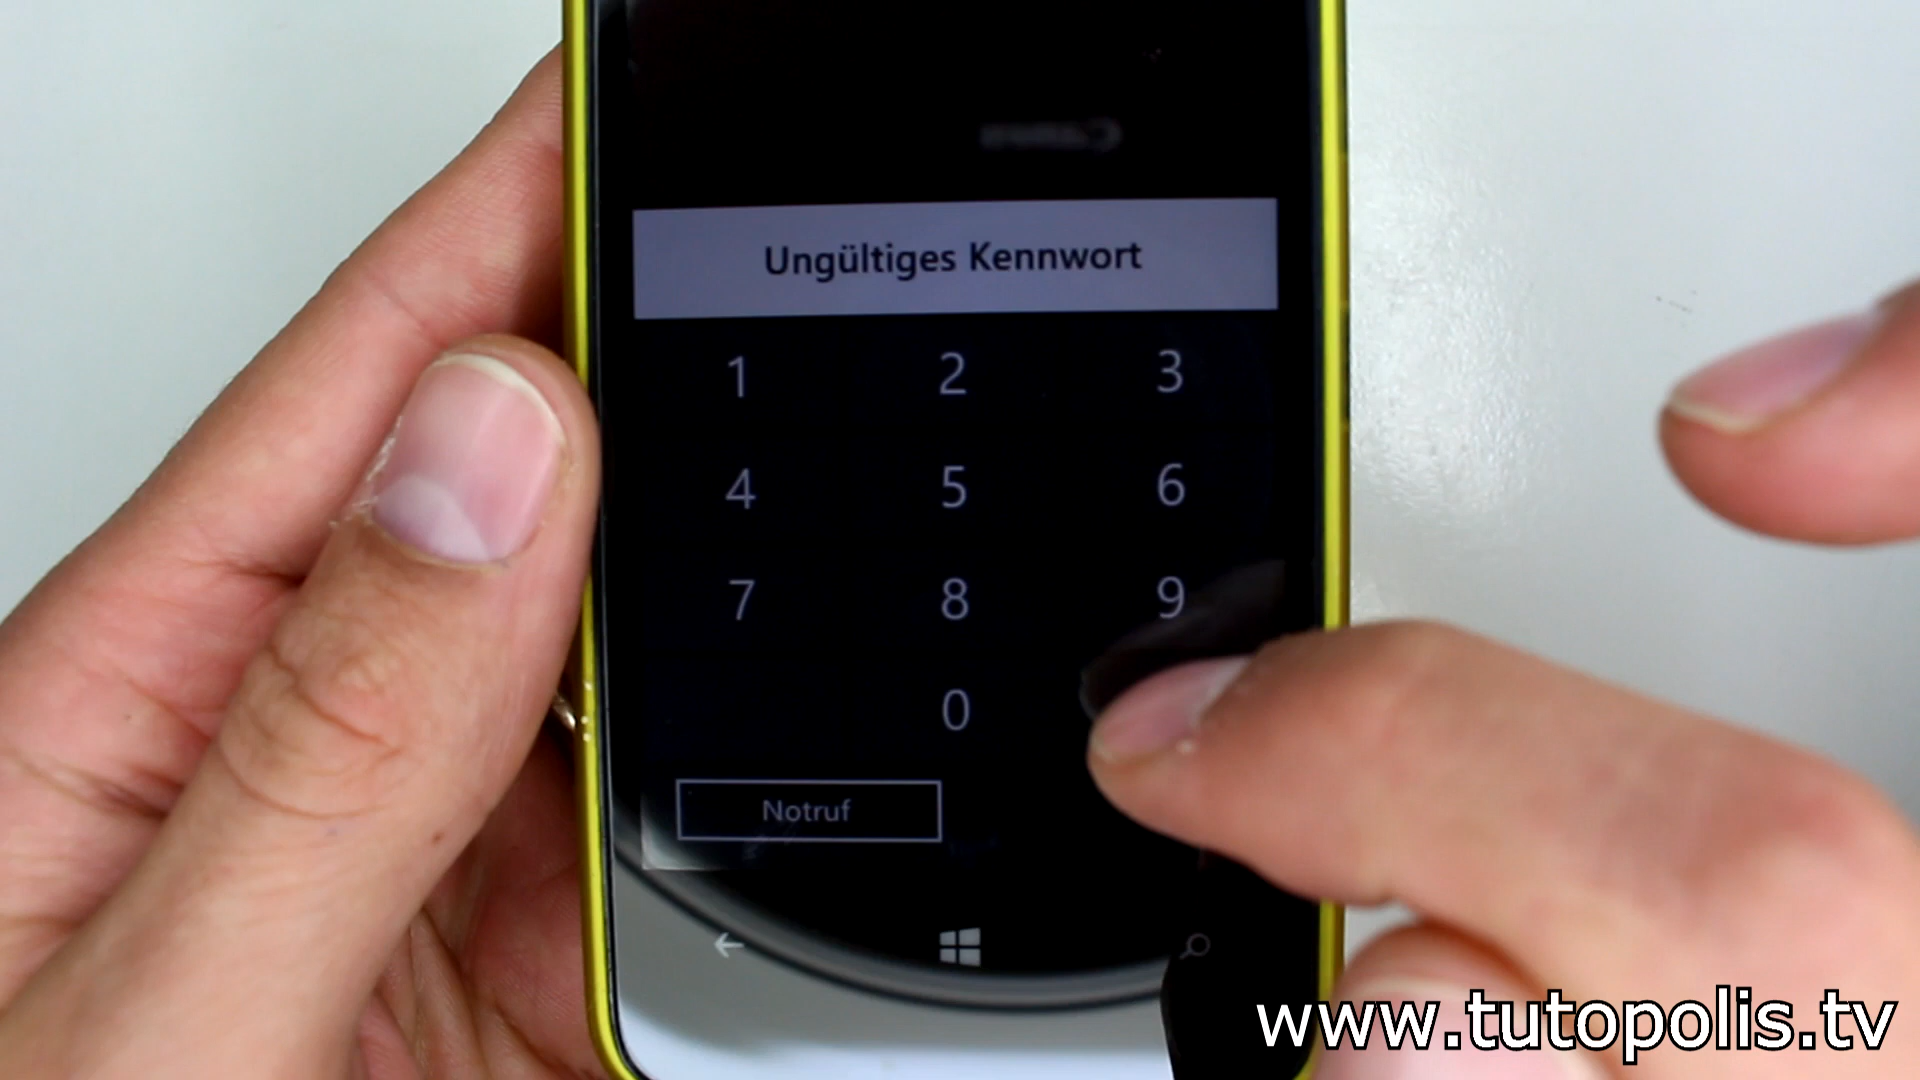 Ungültiges Kennwort
1 2 3
4 5 6
7 8 9
0
Notruf
www.tutopolis.tv